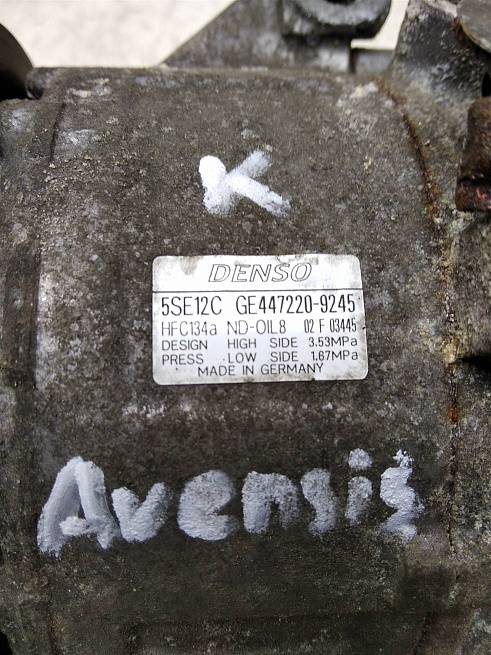 K
DENSO
5SE12C GE447220-9245
HFC134a ND-OIL8 02 F 03445
DESIGN HIGH SIDE 3.53MPa
PRESS LOW SIDE 1.67MPa
MADE IN GERMANY
Avensis